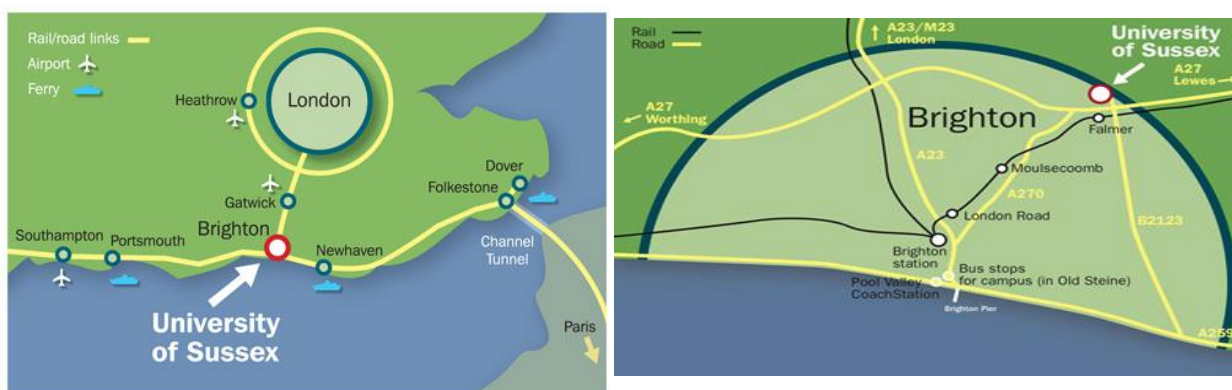 Rail/road links
Airport
Ferry
Heathrow
London
Dover
Folkestone
Gatwick
Brighton
Southampton
Portsmouth
Newhaven
Channel
Tunnel
University
of Sussex
Paris
Rail
Road
A23/M23
London
University
of Sussex
A27
Lewes
A27
Worthing
Brighton
Falmer
A23
Moulsecoomb
A270
London Road
B2123
Brighton
station
Bus stops
for campus (in Old Steine)
Pool Valley
CoachStation
Brighton Pier
A259